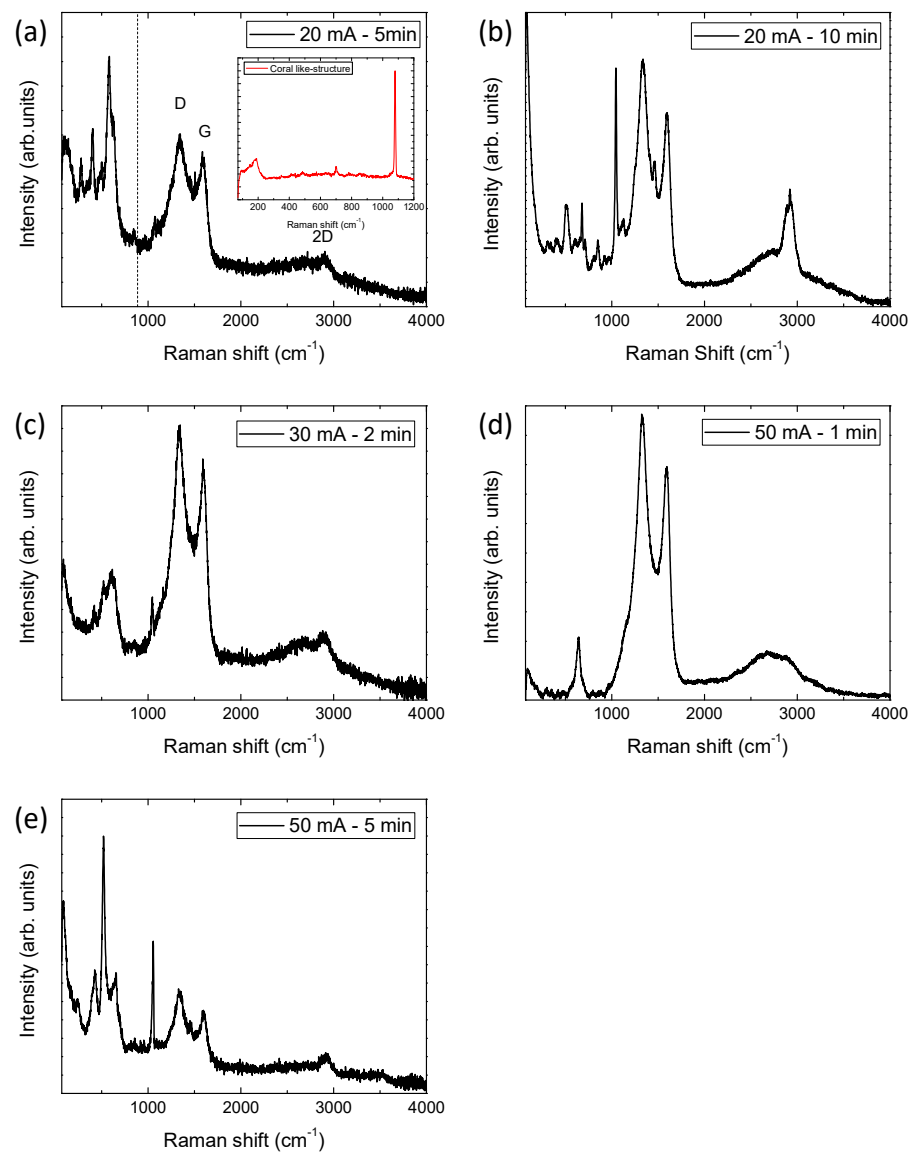 (a)
20 mA - 5min
Coral like-structure
D
G
2D
Intensity (arb.units)
200 400 600 800 1000 1200
Raman shift (cm-1)
1000 2000 3000 4000
Raman shift (cm-1)
(b)
20 mA - 10 min
Intensity (arb. units)
1000 2000 3000 4000
Raman Shift (cm-1)
(c)
30 mA - 2 min
Intensity (arb. units)
1000 2000 3000 4000
Raman shift (cm-1)
(d)
50 mA - 1 min
Intensity (arb. units)
1000 2000 3000 4000
Raman shift (cm-1)
(e)
50 mA - 5 min
Intensity (arb. units)
1000 2000 3000 4000
Raman shift (cm-1)